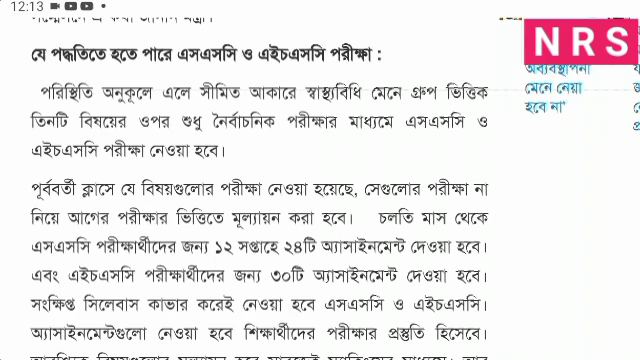 12:13
NRS
যে পদ্ধতিতে হতে পারে এসএসসি ও এইচএসসি পরীক্ষা :
অব্যবস্থাপনা
মেনে নেয়া
হবে না'
পরিস্থিতি অনুকূলে এলে সীমিত আকারে স্বাস্থ্যবিধি মেনে গ্রুপ ভিত্তিক
তিনটি বিষয়ের ওপর শুধু নৈর্বাচনিক পরীক্ষার মাধ্যমে এসএসসি ও
এইচএসসি পরীক্ষা নেওয়া হবে।
পূর্ববর্তী ক্লাসে যে বিষয়গুলোর পরীক্ষা নেওয়া হয়েছে, সেগুলোর পরীক্ষা না
নিয়ে আগের পরীক্ষার ভিত্তিতে মূল্যায়ন করা হবে। চলতি মাস থেকে
এসএসসি পরীক্ষার্থীদের জন্য ১২ সপ্তাহে ২৪টি অ্যাসাইনমেন্ট দেওয়া হবে।
এবং এইচএসসি পরীক্ষার্থীদের জন্য ৩০টি অ্যাসাইনমেন্ট দেওয়া হবে।
সংক্ষিপ্ত সিলেবাস কাভার করেই নেওয়া হবে এসএসসি ও এইচএসসি।
অ্যাসাইনমেন্টগুলো নেওয়া হবে শিক্ষার্থীদের পরীক্ষার প্রস্তুতি হিসেবে।